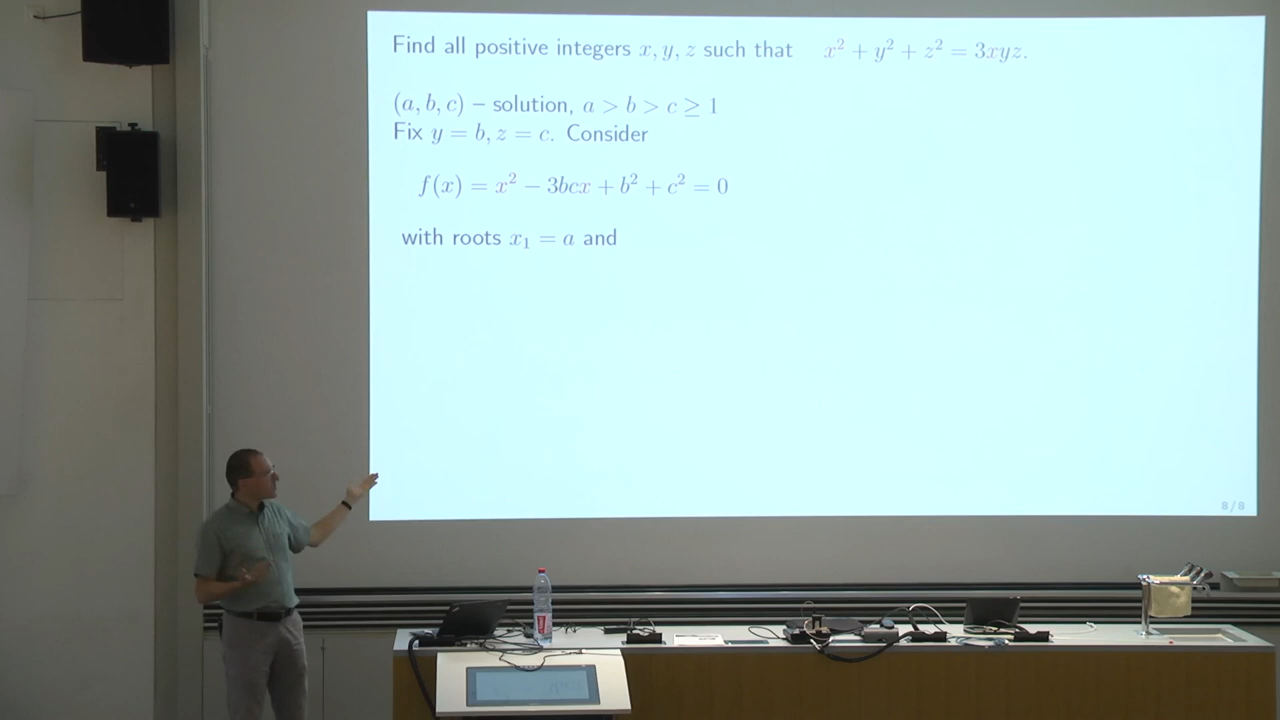 Find all positive integers x, y, z such that x² + y² + z² = 3xyz.
(a, b, c) – solution, a > b > c ≥ 1
Fix y = b, z = c. Consider
f(x) = x² − 3bcx + b² + c² = 0
with roots x₁ = a and
8/8